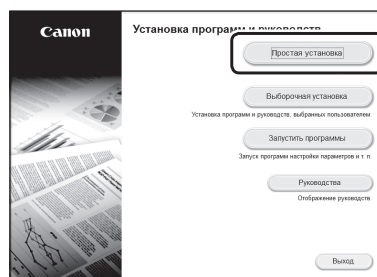 Canon
Установка программ и руководств
Простая установка
Выборочная установка
Установка программ и руководств, выбранных пользователем.
Запустить программы
Запуск программ настройки параметров и т. п.
Руководства
Отображение руководств.
Выход